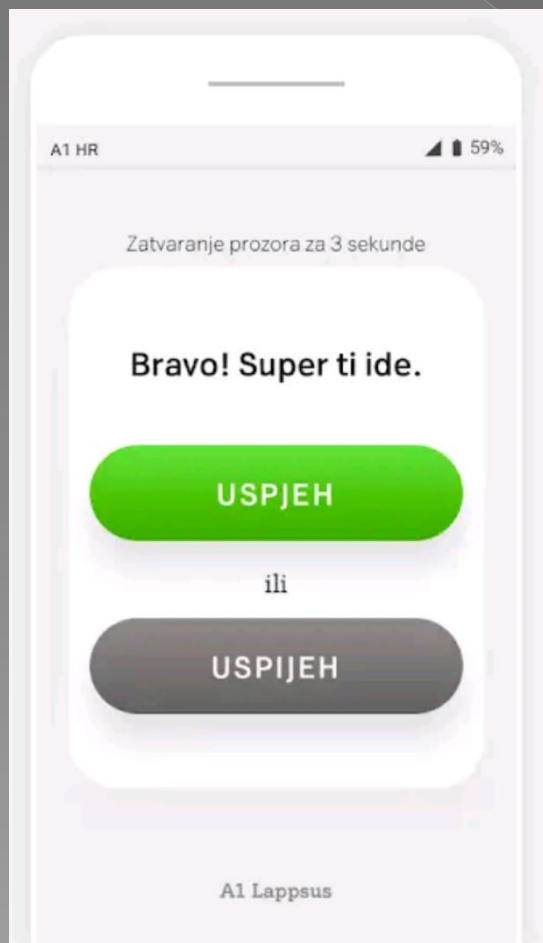 A1 HR 59%
Zatvaranje prozora za 3 sekunde
Bravo! Super ti ide.
USPJEH
ili
USPIJEH
A1 Lappsus